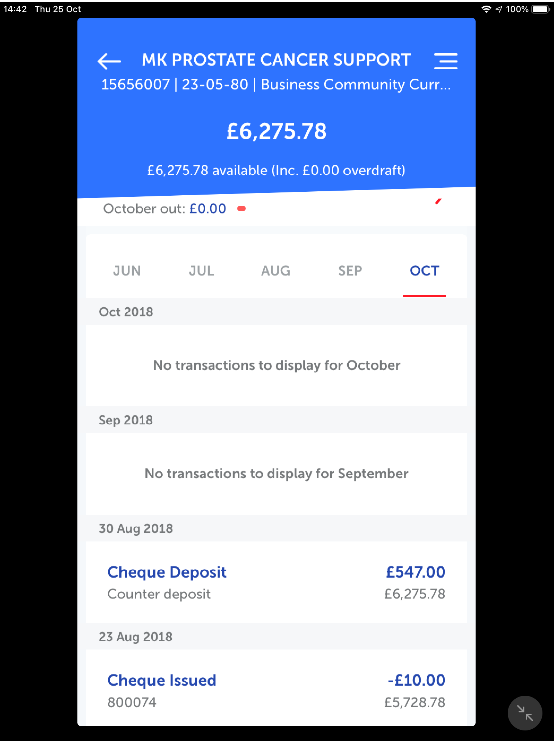 14:42 Thu 25 Oct 100%
MK PROSTATE CANCER SUPPORT
15656007 | 23-05-80 | Business Community Curr...
£6,275.78
£6,275.78 available (Inc. £0.00 overdraft)
October out: £0.00
JUN JUL AUG SEP OCT
Oct 2018
No transactions to display for October
Sep 2018
No transactions to display for September
30 Aug 2018
Cheque Deposit £547.00
Counter deposit £6,275.78
23 Aug 2018
Cheque Issued -£10.00
800074 £5,728.78